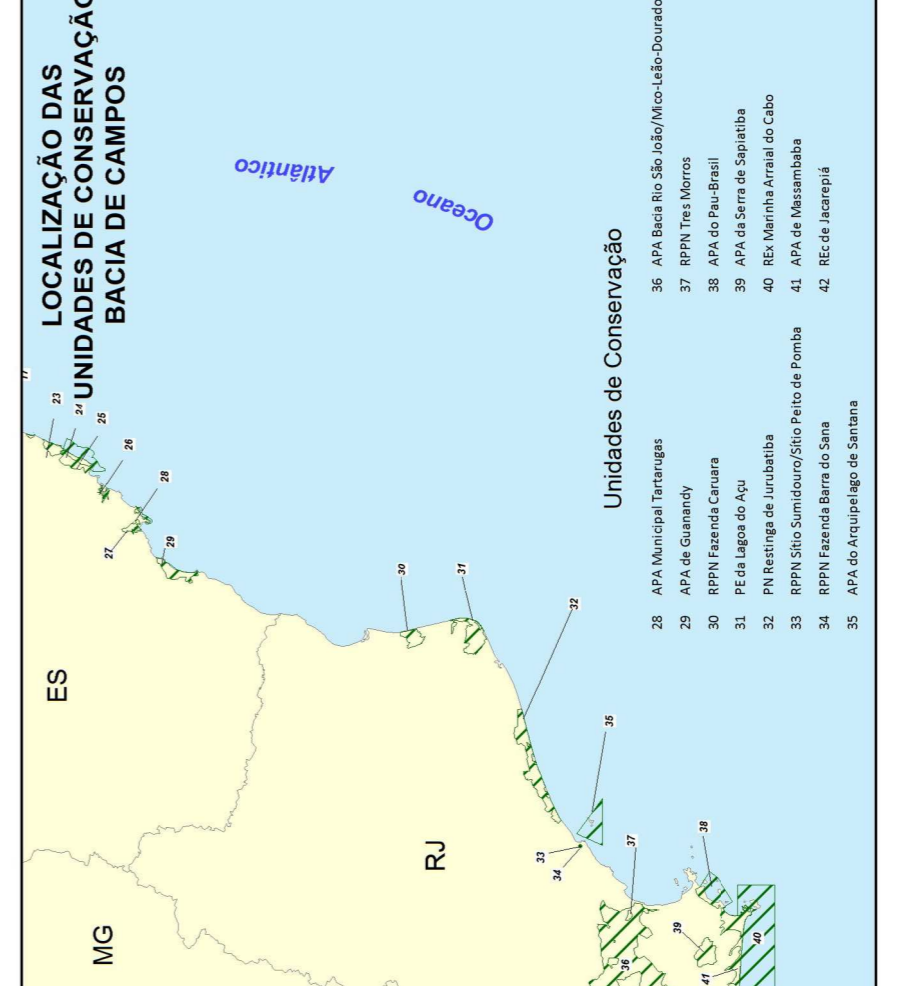 LOCALIZAÇÃO DAS
UNIDADES DE CONSERVAÇÃO
BACIA DE CAMPOS
Atlântico
Oceano
ES
MG
RJ
23
24
25
26
27
28
29
30
31
32
33
34
35
36
37
38
39
40
41
Unidades de Conservação
28 APA Municipal Tartarugas
29 APA de Guanandy
30 RPPN Fazenda Caruara
31 PE da Lagoa do Açu
32 PN Restinga de Jurubatiba
33 RPPN Sítio Sumidouro/Sítio Peito de Pomba
34 RPPN Fazenda Barra do Sana
35 APA do Arquipelago de Santana
36 APA Bacia Rio São João/Mico-Leão-Dourado
37 RPPN Tres Morros
38 APA do Pau-Brasil
39 APA da Serra de Sapiatiba
40 REx Marinha Arraial do Cabo
41 APA de Massambaba
42 REc de Jacarepiá